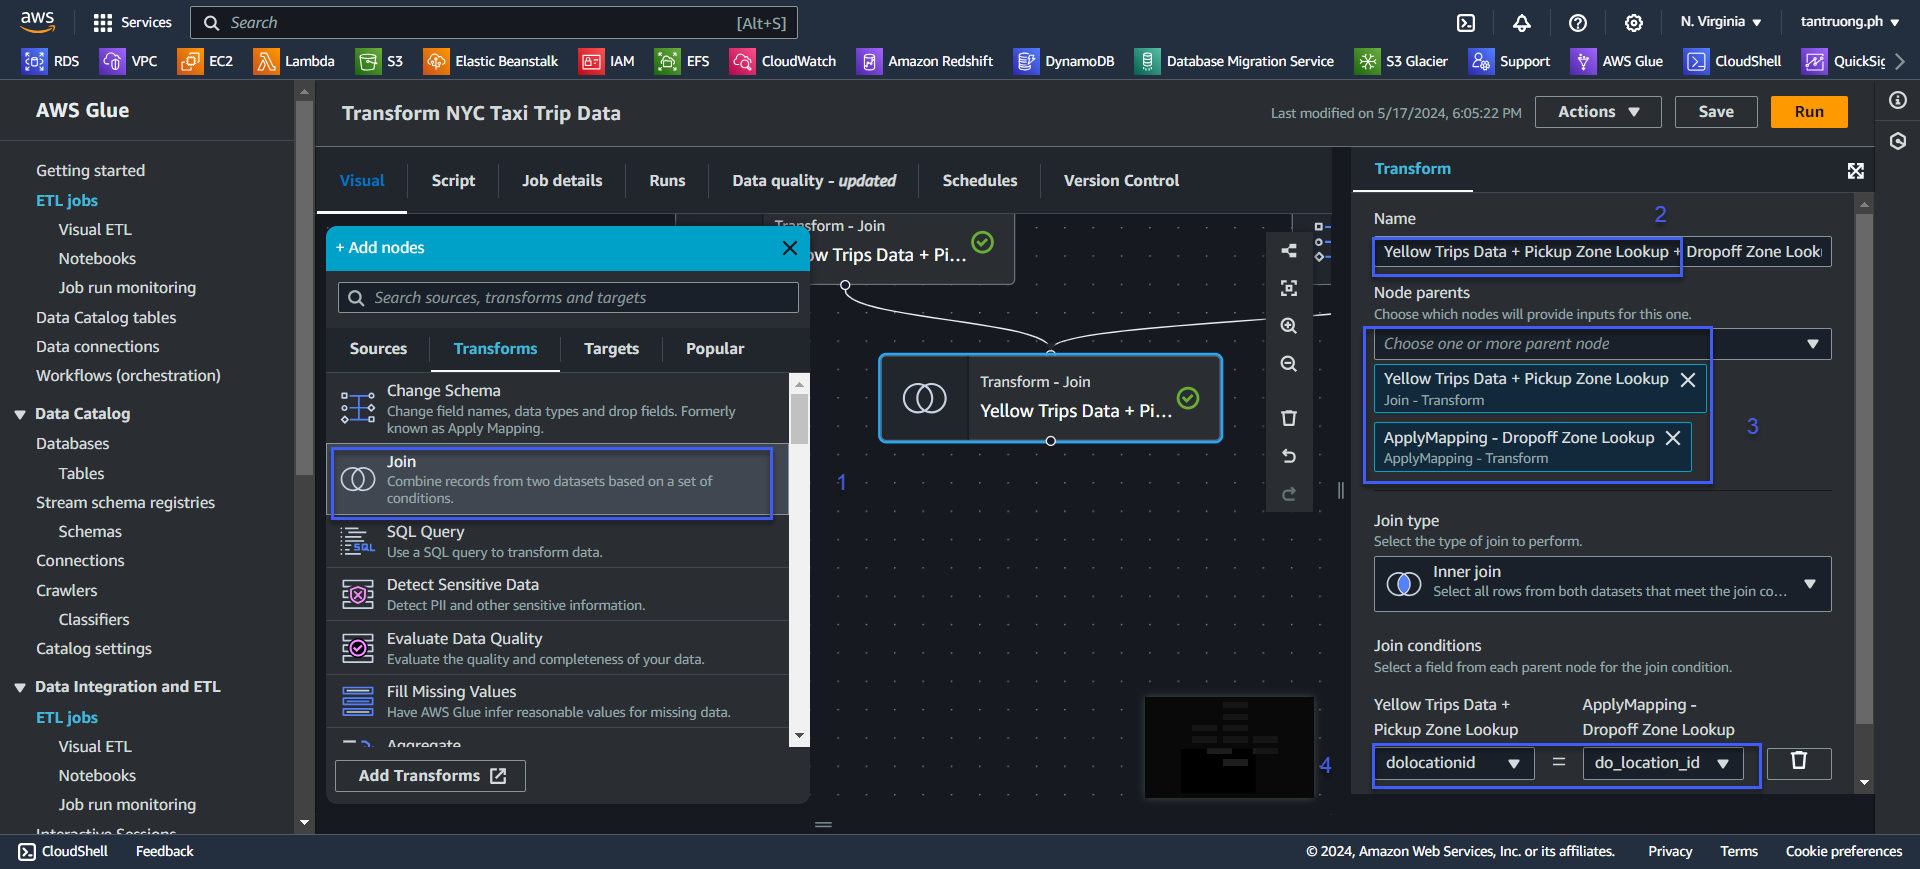 aws
Services
Search
[Alt+S]
N. Virginia
tantruong.ph
RDS
VPC
EC2
Lambda
S3
Elastic Beanstalk
IAM
EFS
CloudWatch
Amazon Redshift
DynamoDB
Database Migration Service
S3 Glacier
Support
AWS Glue
CloudShell
AWS Glue
Getting started
ETL jobs
Visual ETL
Notebooks
Job run monitoring
Data Catalog tables
Data connections
Workflows (orchestration)
Data Catalog
Databases
Tables
Stream schema registries
Schemas
Connections
Crawlers
Classifiers
Catalog settings
Data Integration and ETL
ETL jobs
Visual ETL
Notebooks
Job run monitoring
Interactive Sessions
Transform NYC Taxi Trip Data
Last modified on 5/17/2024, 6:05:22 PM
Actions
Save
Run
Visual
Script
Job details
Runs
Data quality - updated
Schedules
Version Control
+ Add nodes
Search sources, transforms and targets
Sources
Transforms
Targets
Popular
Change Schema
Change field names, data types and drop fields. Formerly
known as Apply Mapping.
Join
Combine records from two datasets based on a set of
conditions.
SQL Query
Use a SQL query to transform data.
Detect Sensitive Data
Detect PII and other sensitive information.
Evaluate Data Quality
Evaluate the quality and completeness of your data.
Fill Missing Values
Have AWS Glue infer reasonable values for missing data.
Aggregate
Add Transforms
1
Transform - Join
ow Trips Data + Pi...
Transform - Join
Yellow Trips Data + Pi...
Transform
Name
2
Yellow Trips Data + Pickup Zone Lookup + Dropoff Zone Look
Node parents
Choose which nodes will provide inputs for this one.
Choose one or more parent node
Yellow Trips Data + Pickup Zone Lookup
Join - Transform
ApplyMapping - Dropoff Zone Lookup
ApplyMapping - Transform
3
Join type
Select the type of join to perform.
Inner join
Select all rows from both datasets that meet the join co...
Join conditions
Select a field from each parent node for the join condition.
Yellow Trips Data +
Pickup Zone Lookup
ApplyMapping -
Dropoff Zone Lookup
4
dolocationid
=
do_location_id
CloudShell
Feedback
© 2024, Amazon Web Services, Inc. or its affiliates.
Privacy
Terms
Cookie preferences